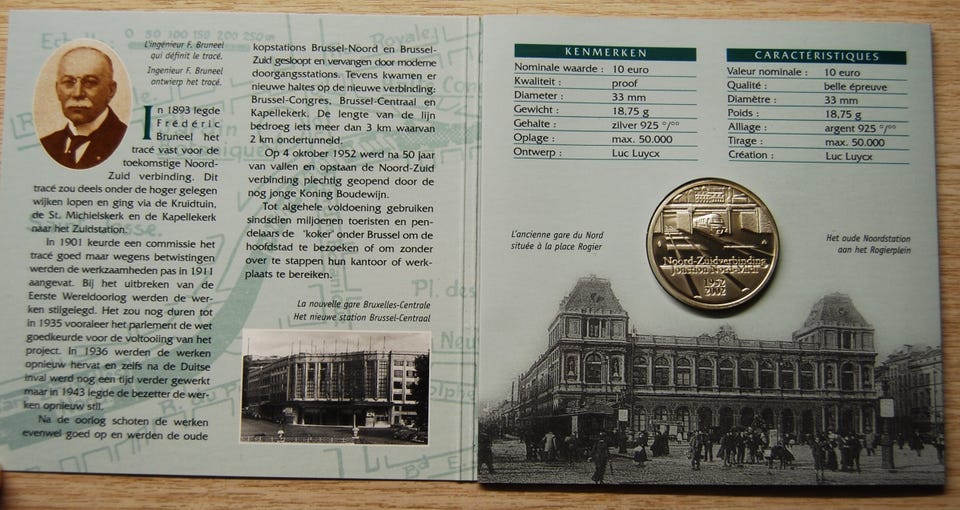 Echelle: 0 50 100 150 200 250 m
L'ingénieur F. Bruneel
qui définit le tracé.
Ingenieur F. Bruneel
ontwierp het tracé.
In 1893 legde
Frédéric
Bruneel het
tracé vast voor de
toekomstige Noord-
Zuid verbinding. Dit
tracé zou deels onder de hoger gelegen
wijken lopen en ging via de Kruidtuin,
de St. Michielskerk en de Kapellekerk
naar het Zuidstation.
In 1901 keurde een commissie het
tracé goed maar wegens betwistingen
werden de werkzaamheden pas in 1911
aangevat. Bij het uitbreken van de
Eerste Wereldoorlog werden de wer-
ken stilgelegd. Het zou nog duren tot
in 1935 vooraleer het parlement de wet
goedkeurde voor de voltooiing van het
project. In 1936 werden de werken
opnieuw hervat en zelfs na de Duitse
inval werd nog een tijd verder gewerkt
maar in 1943 legde de bezetter de wer-
ken opnieuw stil.
Na de oorlog schoten de werken
evenwel goed op en werden de oude
Royale
kopstations Brussel-Noord en Brussel-
Zuid gesloopt en vervangen door moderne
doorgangsstations. Tevens kwamen er
nieuwe haltes op de nieuwe verbinding:
Brussel-Congres, Brussel-Centraal en
Kapellekerk. De lengte van de lijn
bedroeg iets meer dan 3 km waarvan
2 km ondertunneld.
Op 4 oktober 1952 werd na 50 jaar
van vallen en opstaan de Noord-Zuid
verbinding plechtig geopend door de
nog jonge Koning Boudewijn.
Tot algehele voldoening gebruiken
sindsdien miljoenen toeristen en pen-
delaars de 'koker' onder Brussel om de
hoofdstad te bezoeken of om zonder
over te stappen hun kantoor of werk-
plaats te bereiken.
Pl. des
La nouvelle gare Bruxelles-Centrale
Het nieuwe station Brussel-Centraal
KENMERKEN
Nominale waarde : 10 euro
Kwaliteit : proof
Diameter : 33 mm
Gewicht : 18,75 g
Gehalte : zilver 925 °/°°
Oplage : max. 50.000
Ontwerp : Luc Luycx
CARACTÉRISTIQUES
Valeur nominale : 10 euro
Qualité : belle épreuve
Diamètre : 33 mm
Poids : 18,75 g
Alliage : argent 925 °/°°
Tirage : max. 50.000
Création : Luc Luycx
L'ancienne gare du Nord
située à la place Rogier
Noord-Zuidverbinding
Jonction Nord-Midi
1952
2002
Het oude Noordstation
aan het Rogierplein